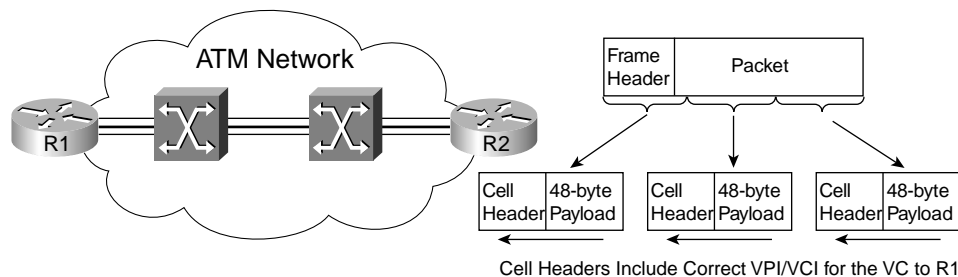 ATM Network
R1
R2
Frame
Header
Packet
Cell
Header
48-byte
Payload
Cell
Header
48-byte
Payload
Cell
Header
48-byte
Payload
Cell Headers Include Correct VPI/VCI for the VC to R1